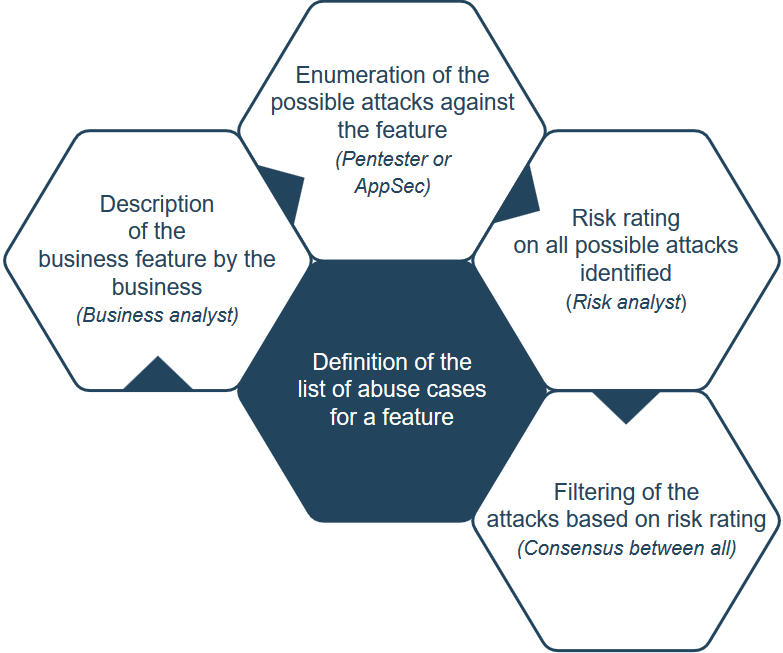 Enumeration of the
possible attacks against
the feature
(Pentester or
AppSec)
Description
of the
business feature by the
business
(Business analyst)
Risk rating
on all possible attacks
identified
(Risk analyst)
Definition of the
list of abuse cases
for a feature
Filtering of the
attacks based on risk rating
(Consensus between all)